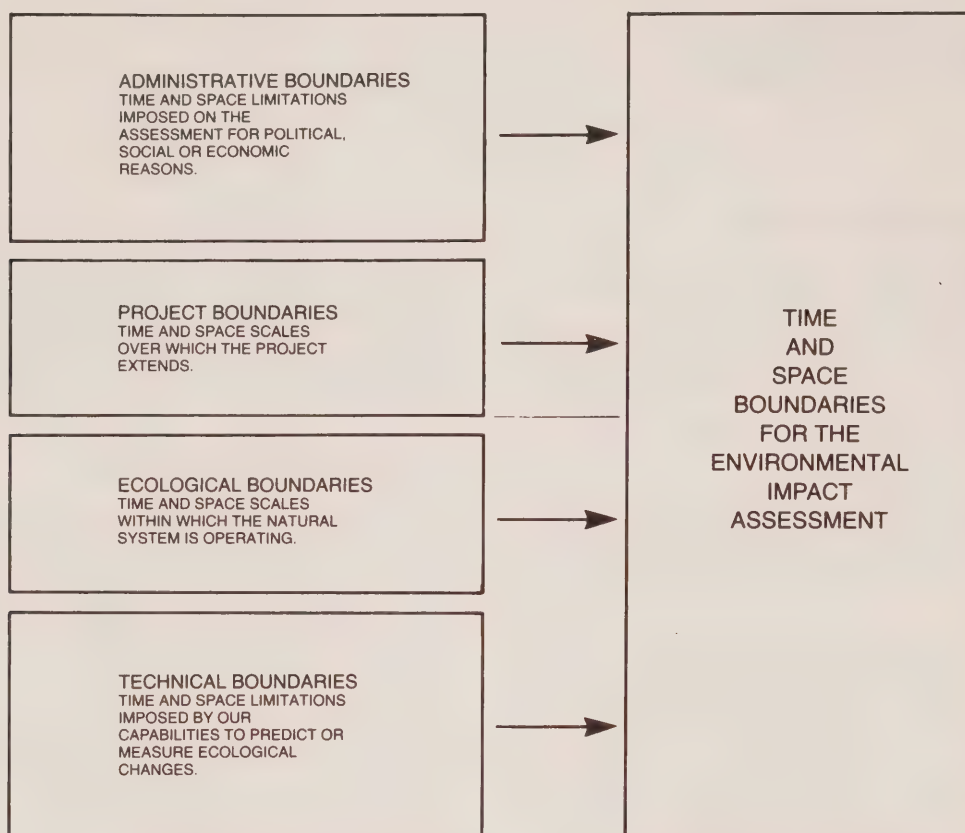 ADMINISTRATIVE BOUNDARIES
TIME AND SPACE LIMITATIONS
IMPOSED ON THE
ASSESSMENT FOR POLITICAL,
SOCIAL OR ECONOMIC
REASONS.
PROJECT BOUNDARIES
TIME AND SPACE SCALES
OVER WHICH THE PROJECT
EXTENDS.
ECOLOGICAL BOUNDARIES
TIME AND SPACE SCALES
WITHIN WHICH THE NATURAL
SYSTEM IS OPERATING.
TECHNICAL BOUNDARIES
TIME AND SPACE LIMITATIONS
IMPOSED BY OUR
CAPABILITIES TO PREDICT OR
MEASURE ECOLOGICAL
CHANGES.
TIME
AND
SPACE
BOUNDARIES
FOR THE
ENVIRONMENTAL
IMPACT
ASSESSMENT